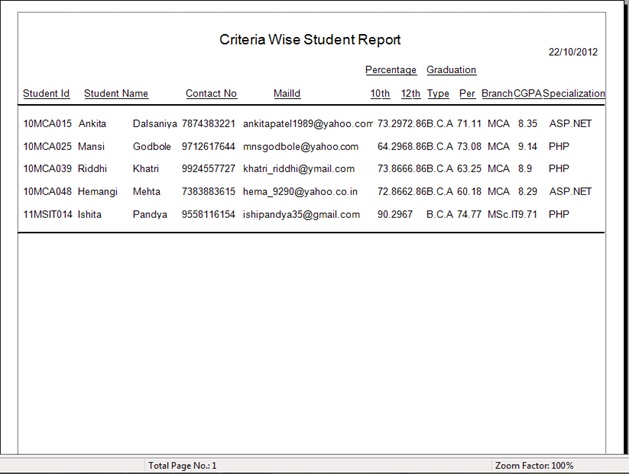 Criteria Wise Student Report
22/10/2012
Percentage Graduation
Student Id Student Name Contact No MailId 10th 12th Type Per Branch CGPA Specialization
10MCA015 Ankita Dalsaniya 7874383221 ankitapatel1989@yahoo.com 73.29 72.86 B.C.A 71.11 MCA 8.35 ASP.NET
10MCA025 Mansi Godbole 9712617644 mnsgodbole@yahoo.com 64.29 68.86 B.C.A 73.08 MCA 9.14 PHP
10MCA039 Riddhi Khatri 9924557727 khatri_riddhi@ymail.com 73.86 66.86 B.C.A 63.25 MCA 8.9 PHP
10MCA048 Hemangi Mehta 7383883615 hema_9290@yahoo.co.in 72.86 62.86 B.C.A 60.18 MCA 8.29 ASP.NET
11MSIT014 Ishita Pandya 9558116154 ishipandya35@gmail.com 90.29 67 B.C.A 74.77 MSc.IT 9.71 PHP
Total Page No.: 1 Zoom Factor: 100%